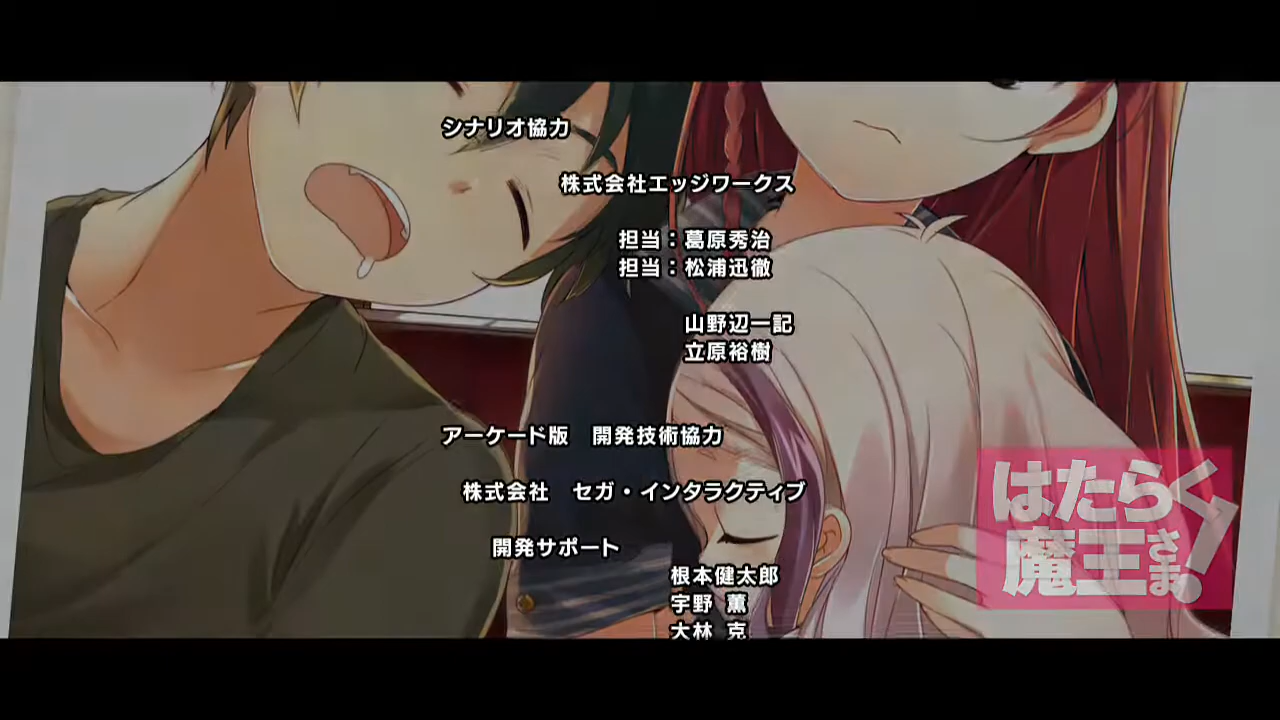 シナリオ協力
株式会社エッジワークス
担当：葛原秀治
担当：松浦迅徹
山野辺一記
立原裕樹
アーケード版　開発技術協力
株式会社　セガ・インタラクティブ
開発サポート
根本健太郎
宇野　薫
大林　克
はたらく
魔王さま！